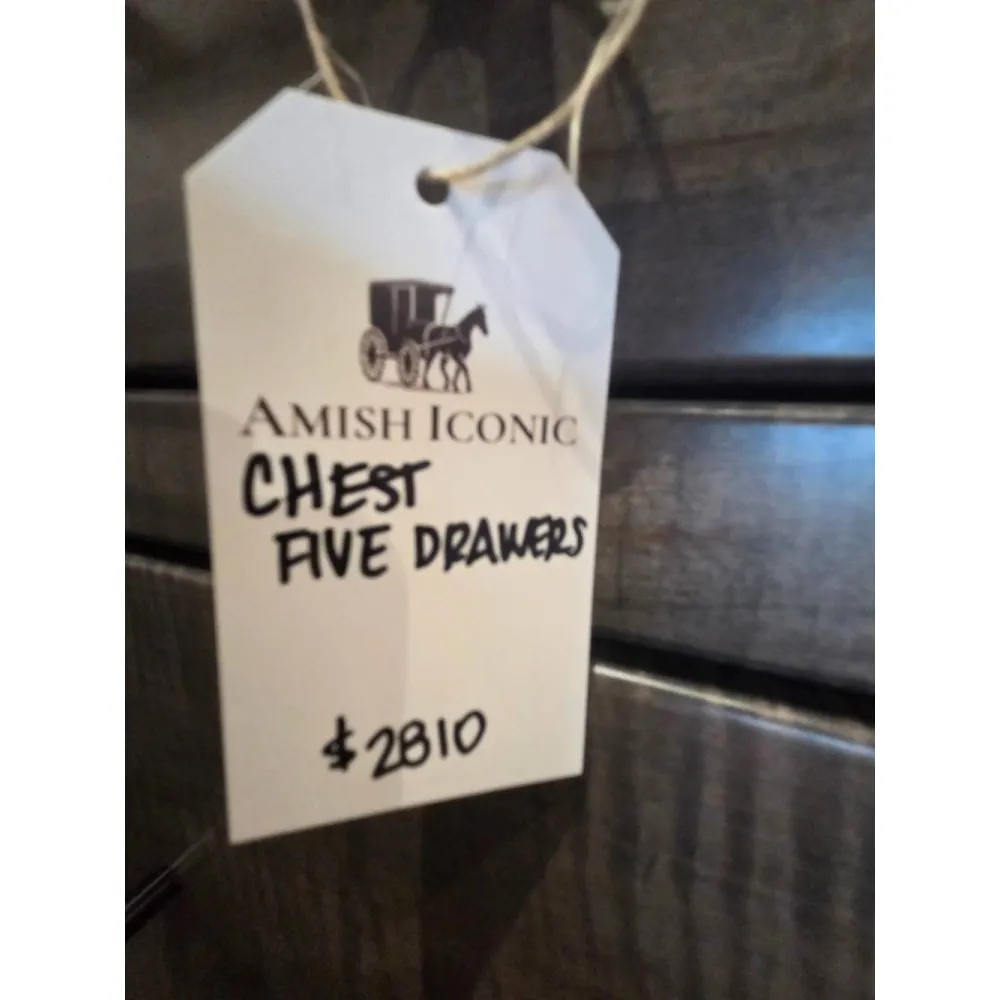 AMISH ICONIC
CHEST
FIVE DRAWERS
$2810